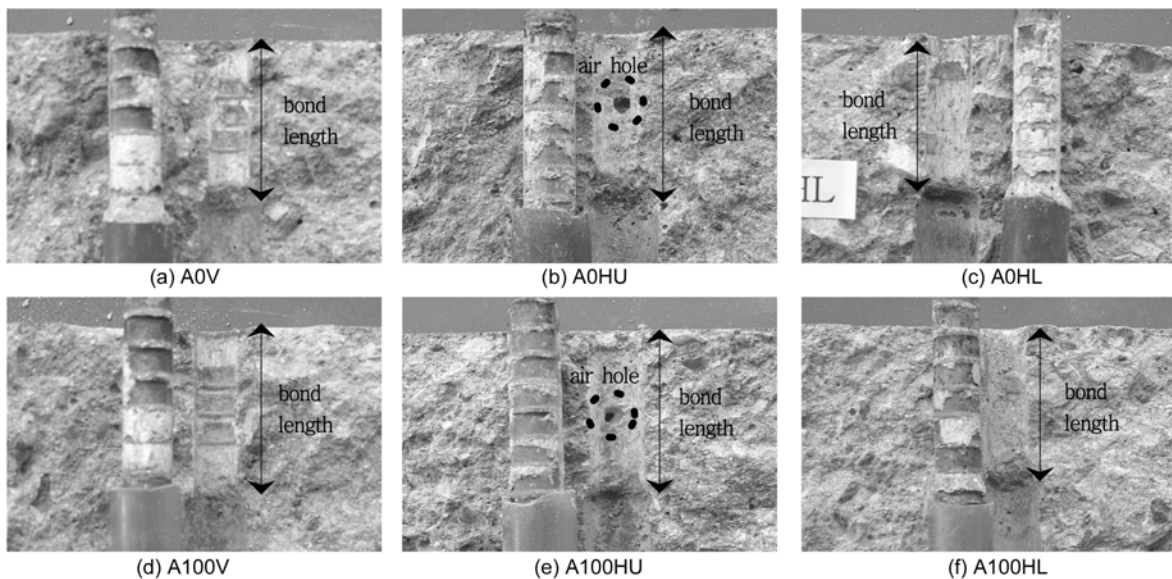 bond
length
(a) A0V
air hole
bond
length
(b) A0HU
bond
length
HL
(c) A0HL
bond
length
(d) A100V
air hole
bond
length
(e) A100HU
bond
length
(f) A100HL